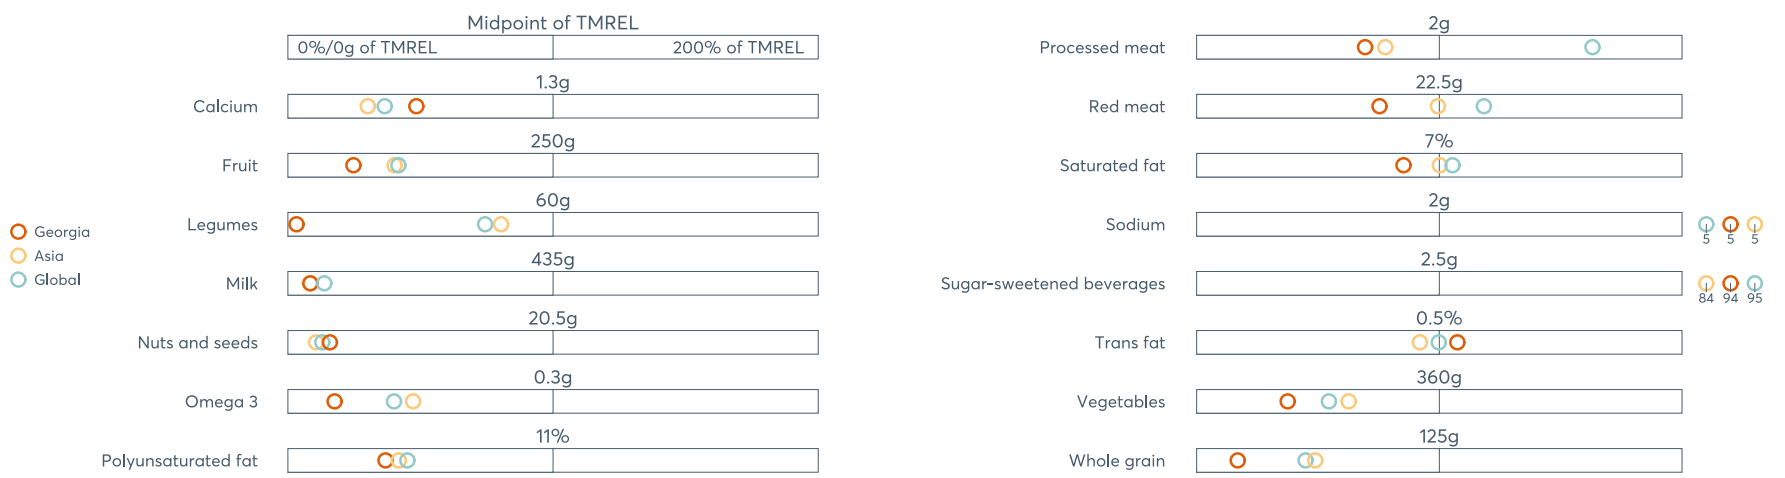 Midpoint of TMREL
0%/0g of TMREL 200% of TMREL
1.3g
Calcium
250g
Fruit
60g
Legumes
435g
Milk
20.5g
Nuts and seeds
0.3g
Omega 3
11%
Polyunsaturated fat
Georgia
Asia
Global
2g
Processed meat
22.5g
Red meat
7%
Saturated fat
2g
Sodium
5 5 5
2.5g
Sugar-sweetened beverages
84 94 95
0.5%
Trans fat
360g
Vegetables
125g
Whole grain